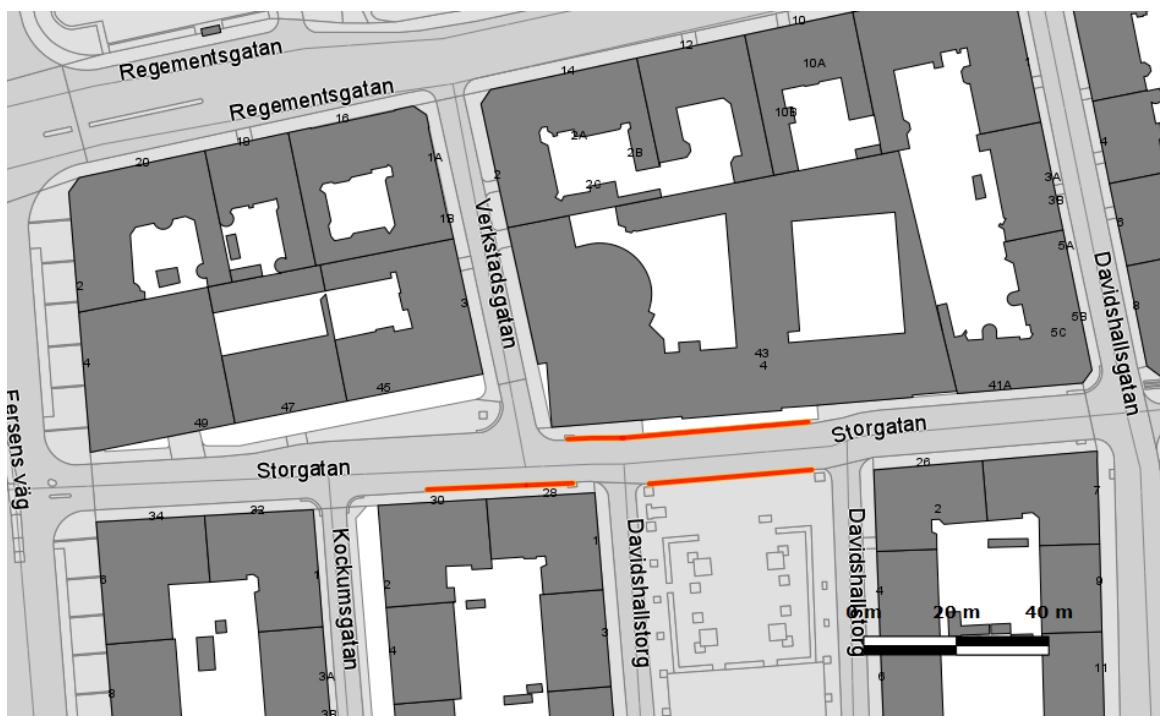 10
Regementsgatan
12
14
10A
1
Regementsgatan
16
10B
2A
18
2B
4
20
1A
2
2C
3A
3B
1B
6
Verkstadsgatan
5A
Davidshallsgatan
2
3
8
5B
5C
43
4
4
45
41A
47
49
Fersens väg
Storgatan
Storgatan
26
30
28
7
34
32
2
Kockumsgatan
Davidshallstorg
Davidshallstorg
1
6
1
2
9
4
0 m 20 m 40 m
3
4
11
3A
6
8
3B